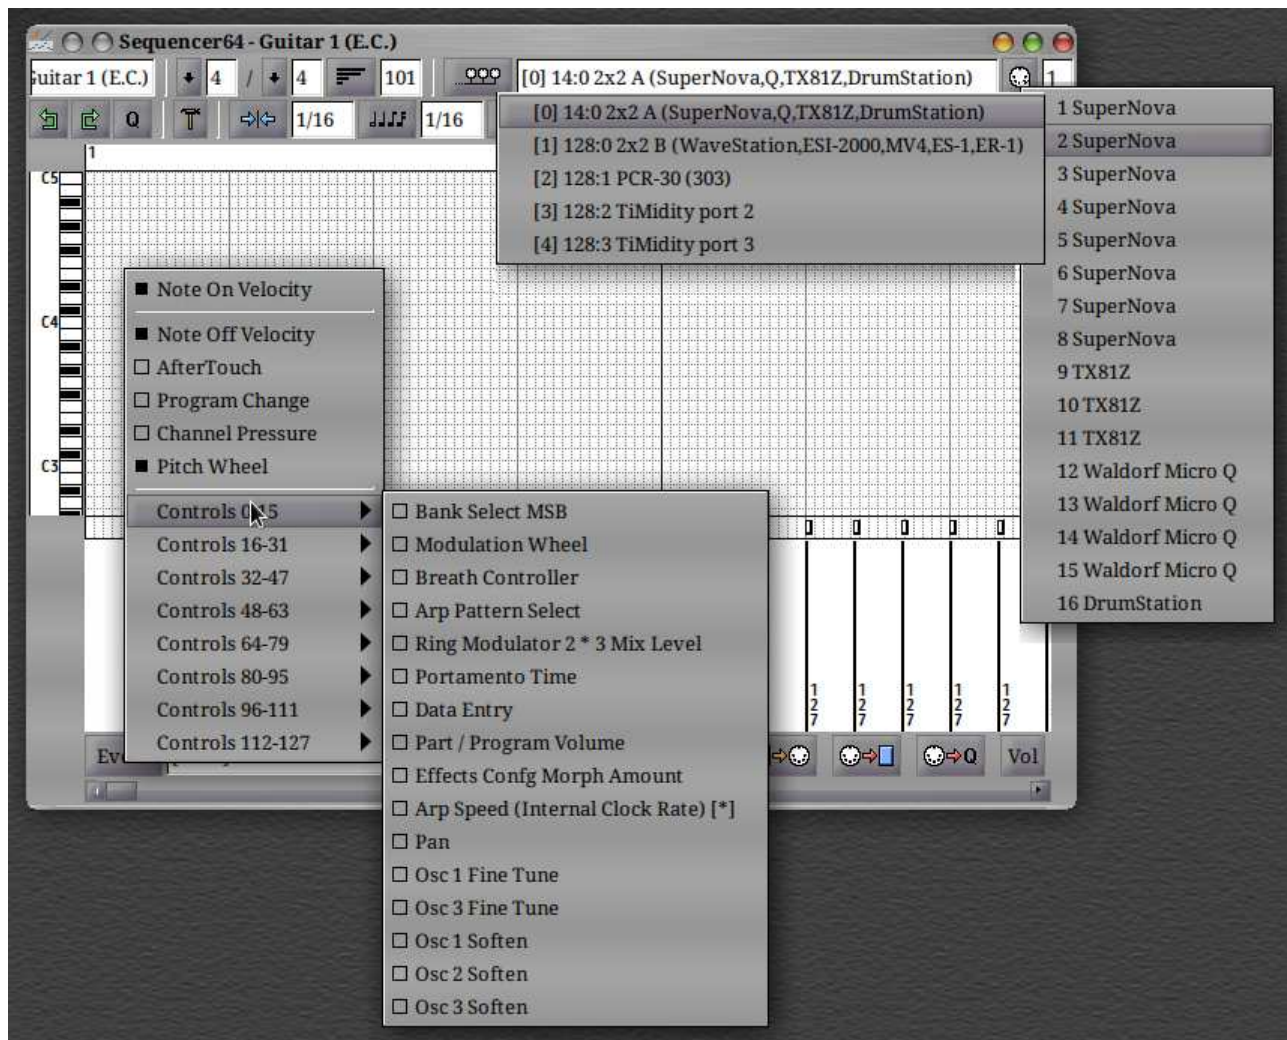 Sequencer64 - Guitar 1 (E.C.)
Guitar 1 (E.C.) 4 / 4 101 [0] 14:0 2x2 A (SuperNova,Q,TX81Z,DrumStation) 1
Q 1/16 1/16
[0] 14:0 2x2 A (SuperNova,Q,TX81Z,DrumStation)
[1] 128:0 2x2 B (WaveStation,ESI-2000,MV4,ES-1,ER-1)
[2] 128:1 PCR-30 (303)
[3] 128:2 TiMidity port 2
[4] 128:3 TiMidity port 3
1 SuperNova
2 SuperNova
3 SuperNova
4 SuperNova
5 SuperNova
6 SuperNova
7 SuperNova
8 SuperNova
9 TX81Z
10 TX81Z
11 TX81Z
12 Waldorf Micro Q
13 Waldorf Micro Q
14 Waldorf Micro Q
15 Waldorf Micro Q
16 DrumStation
1
C5
C4
C3
Note On Velocity
Note Off Velocity
AfterTouch
Program Change
Channel Pressure
Pitch Wheel
Controls 0-15
Controls 16-31
Controls 32-47
Controls 48-63
Controls 64-79
Controls 80-95
Controls 96-111
Controls 112-127
Bank Select MSB
Modulation Wheel
Breath Controller
Arp Pattern Select
Ring Modulator 2 * 3 Mix Level
Portamento Time
Data Entry
Part / Program Volume
Effects Confg Morph Amount
Arp Speed (Internal Clock Rate) [*]
Pan
Osc 1 Fine Tune
Osc 3 Fine Tune
Osc 1 Soften
Osc 2 Soften
Osc 3 Soften
127 127 127 127 127
Q Vol